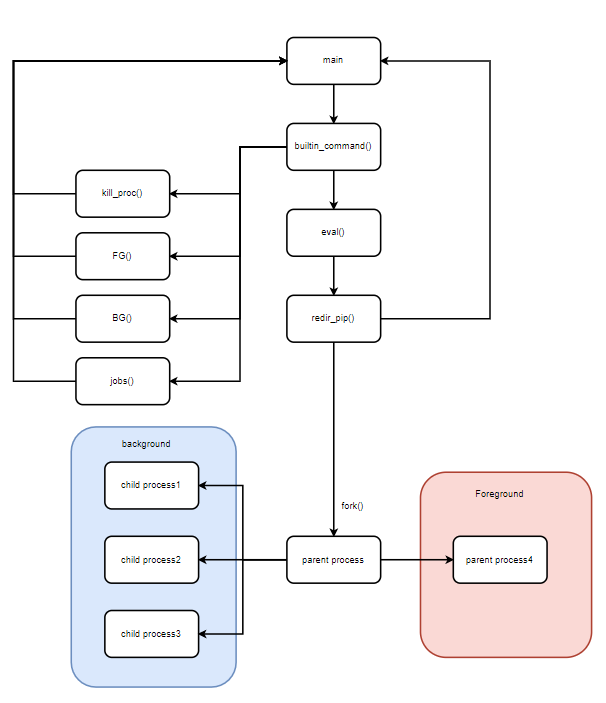 main
builtin_command()
kill_proc()
eval()
FG()
redir_pip()
BG()
jobs()
background
child process1
Foreground
fork()
child process2
parent process
parent process4
child process3